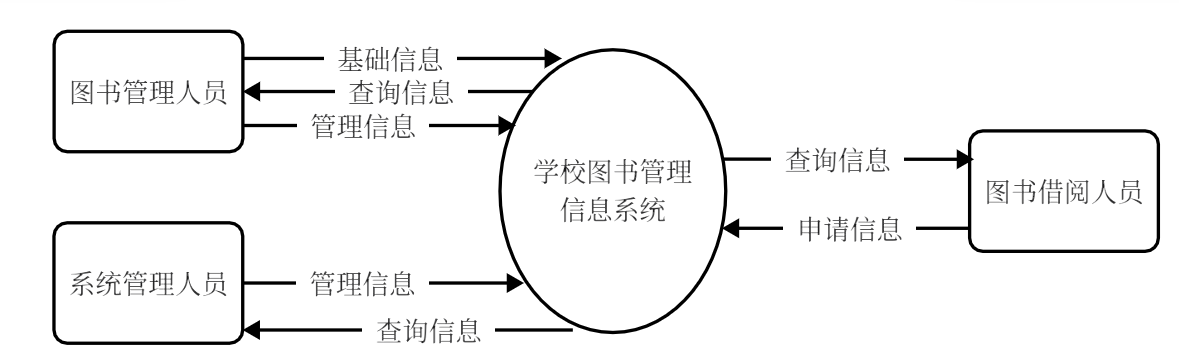 图书管理人员
基础信息
查询信息
管理信息
学校图书管理
信息系统
查询信息
申请信息
图书借阅人员
系统管理人员
管理信息
查询信息